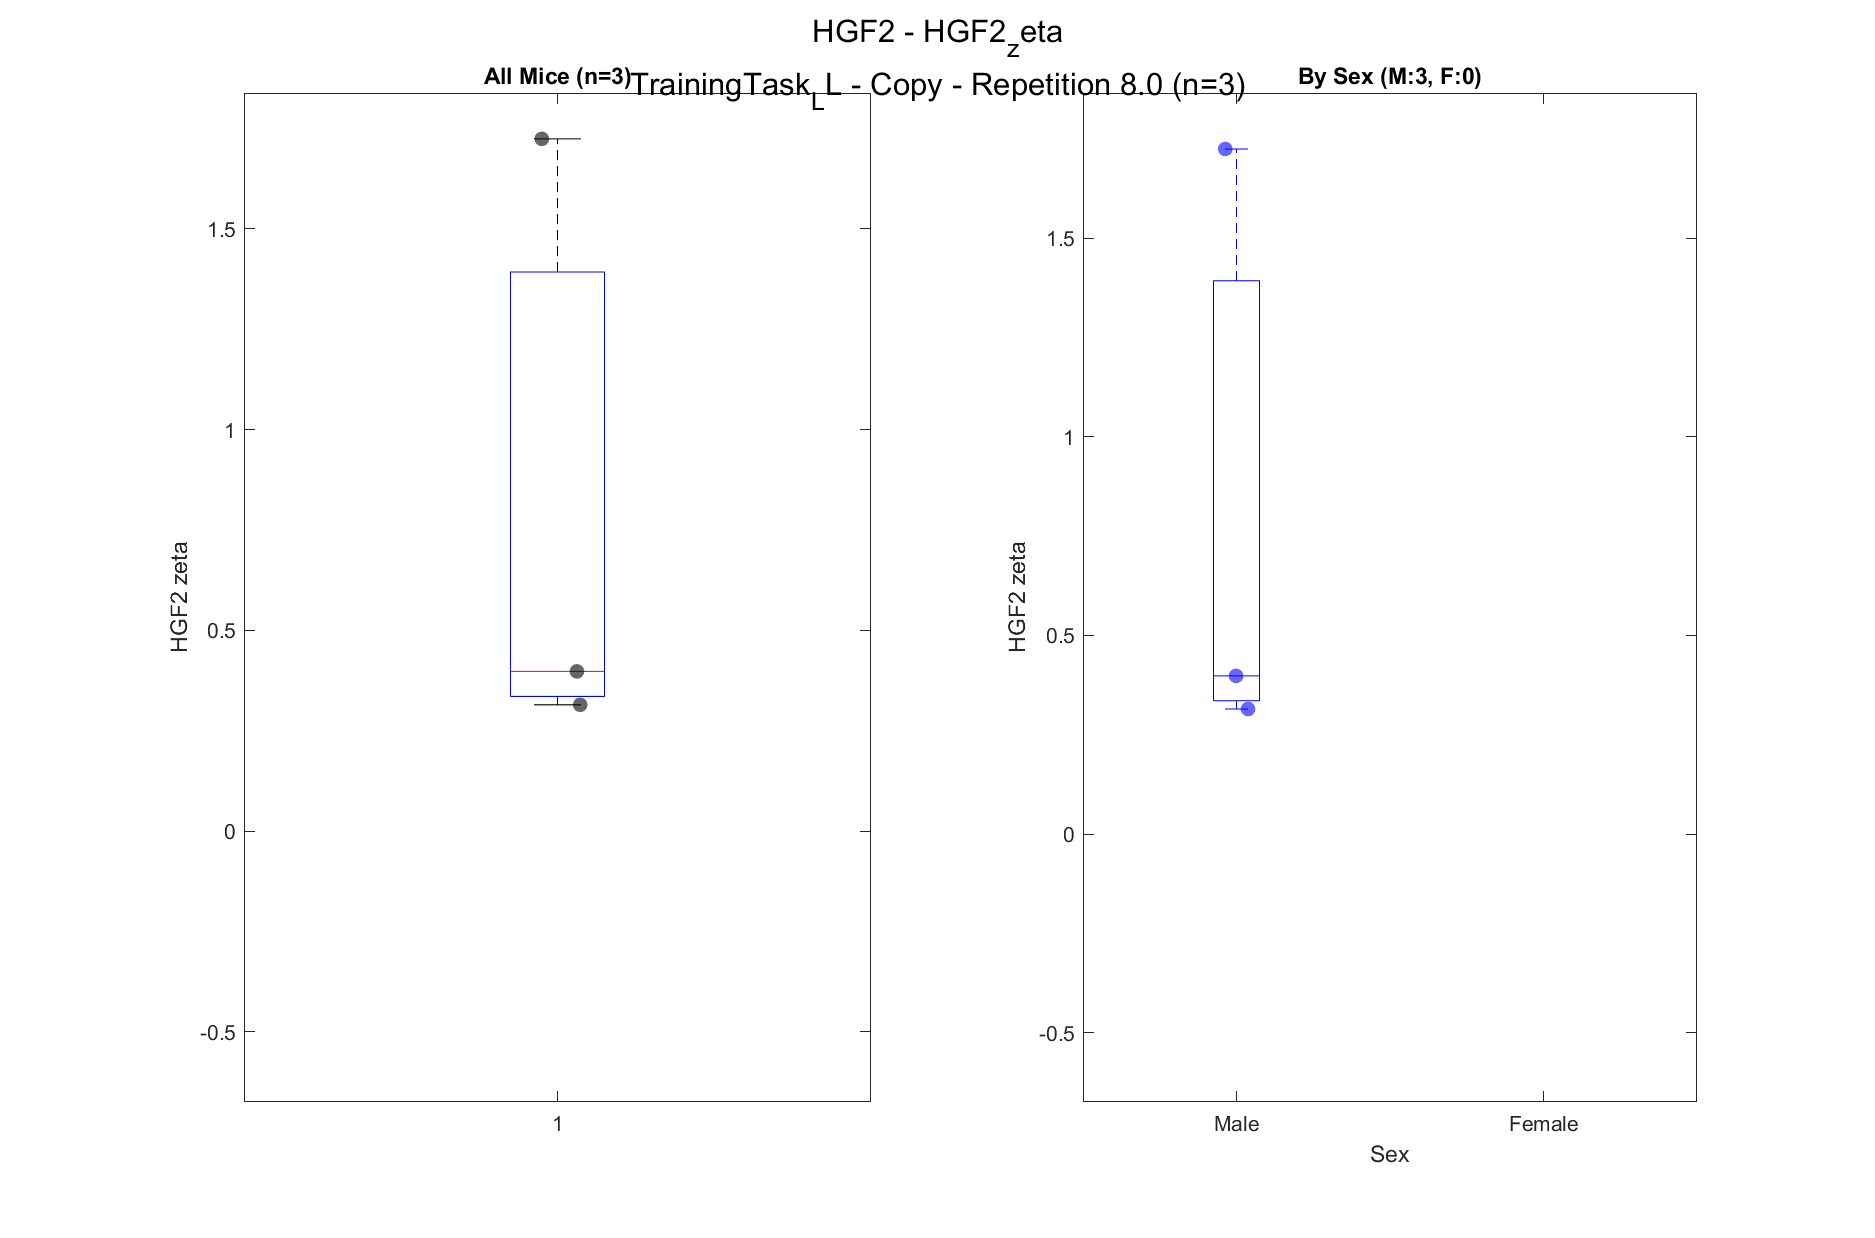 HGF2 - HGF2_zeta
TrainingTask_LL - Copy - Repetition 8.0 (n=3)
All Mice (n=3)
HGF2 zeta
1.5
1
0.5
0
-0.5
1
By Sex (M:3, F:0)
HGF2 zeta
1.5
1
0.5
0
-0.5
Male
Female
Sex